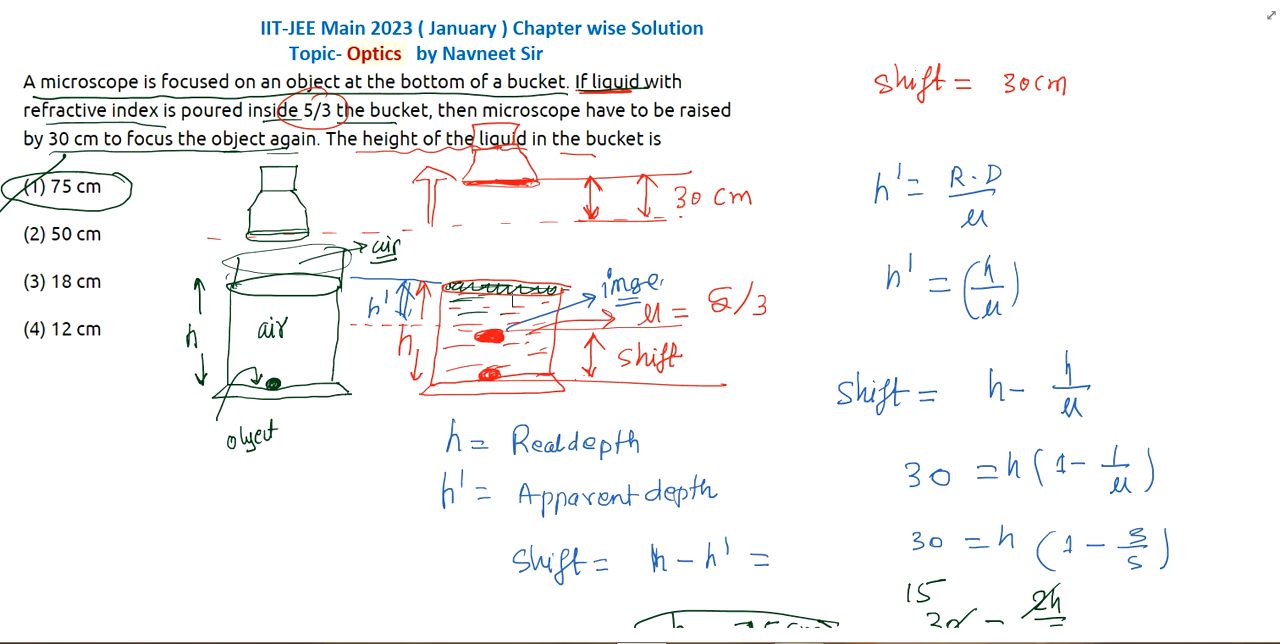 IIT-JEE Main 2023 ( January ) Chapter wise Solution
Topic- Optics by Navneet Sir
A microscope is focused on an object at the bottom of a bucket. If liquid with
refractive index is poured inside 5/3 the bucket, then microscope have to be raised
by 30 cm to focus the object again. The height of the liquid in the bucket is
(1) 75 cm
(2) 50 cm
(3) 18 cm
(4) 12 cm
air
air
h
object
30 cm
h'
h
imge
μ = 5/3
shift
h = Real depth
h' = Apparent depth
shift = h - h' =
shift = 30cm
h' = R.D/μ
h' = (h/μ)
shift = h - h/μ
30 = h (1 - 1/μ)
30 = h (1 - 3/5)
15
30 = 2h